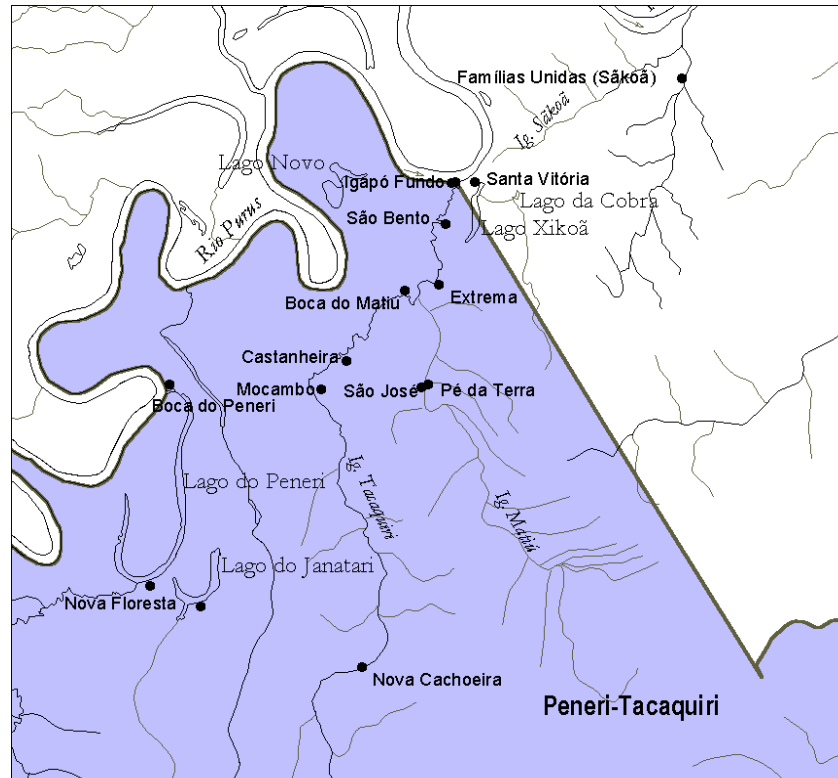 Famílias Unidas (Sãkoã)
Ig. Sãkoã
Lago Novo
Igapó Fundo
Santa Vitória
Lago da Cobra
São Bento
Lago Xikoã
Rio Purus
Boca do Matiu
Extrema
Castanheira
Mocambo
São José
Pé da Terra
Boca do Peneri
Lago do Peneri
Ig. Tacaquiri
Ig. Matiú
Lago do Janatari
Nova Floresta
Nova Cachoeira
Peneri-Tacaquiri